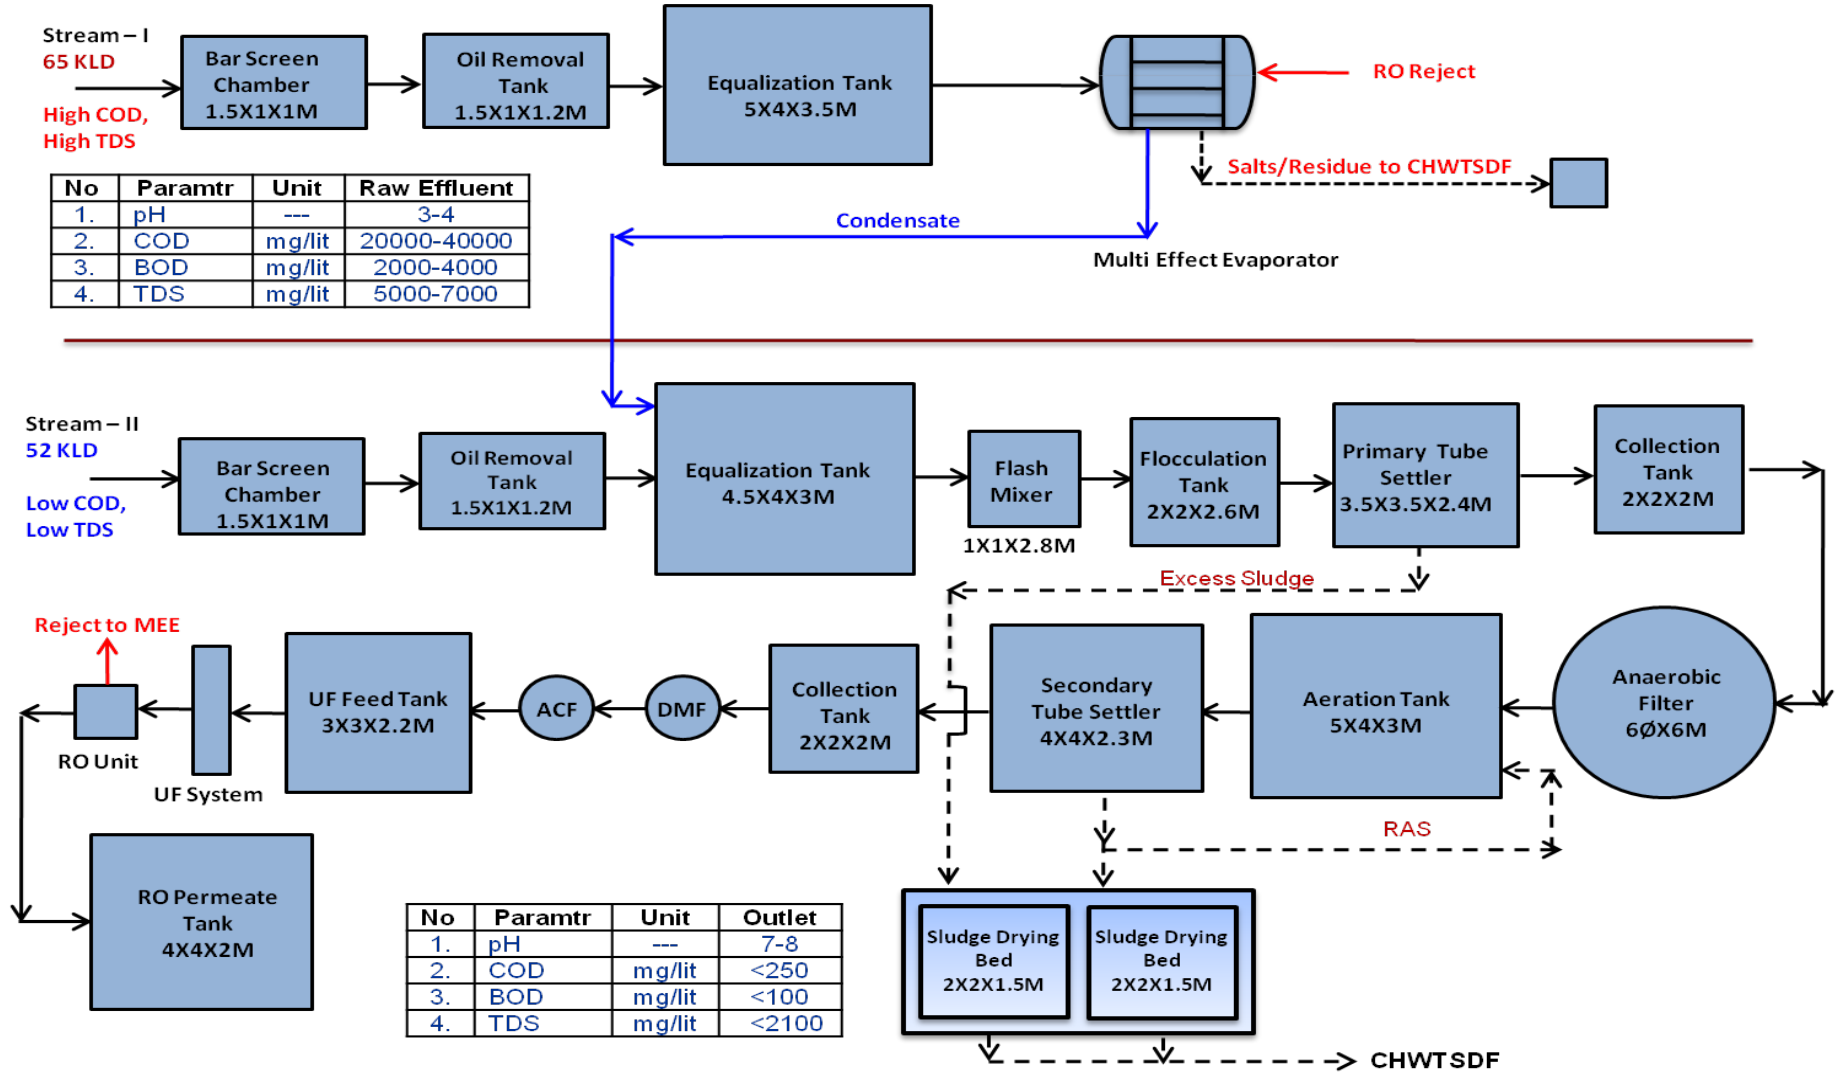 Stream – I
65 KLD
High COD,
High TDS
Bar Screen
Chamber
1.5X1X1M
Oil Removal
Tank
1.5X1X1.2M
Equalization Tank
5X4X3.5M
RO Reject
Salts/Residue to CHWTSDF
Condensate
Multi Effect Evaporator
No Paramtr Unit Raw Effluent
1. pH --- 3-4
2. COD mg/lit 20000-40000
3. BOD mg/lit 2000-4000
4. TDS mg/lit 5000-7000
Stream – II
52 KLD
Low COD,
Low TDS
Bar Screen
Chamber
1.5X1X1M
Oil Removal
Tank
1.5X1X1.2M
Equalization Tank
4.5X4X3M
Flash
Mixer
1X1X2.8M
Flocculation
Tank
2X2X2.6M
Primary Tube
Settler
3.5X3.5X2.4M
Collection
Tank
2X2X2M
Excess Sludge
Anaerobic
Filter
6ØX6M
Aeration Tank
5X4X3M
RAS
Secondary
Tube Settler
4X4X2.3M
Collection
Tank
2X2X2M
DMF
ACF
UF Feed Tank
3X3X2.2M
UF System
Reject to MEE
RO Unit
RO Permeate
Tank
4X4X2M
No Paramtr Unit Outlet
1. pH --- 7-8
2. COD mg/lit <250
3. BOD mg/lit <100
4. TDS mg/lit <2100
Sludge Drying
Bed
2X2X1.5M
Sludge Drying
Bed
2X2X1.5M
CHWTSDF